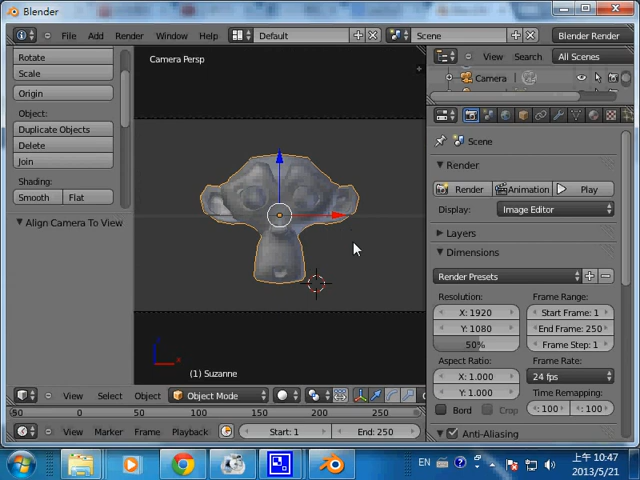 Blender
File Add Render Window Help
Default
Scene
Blender Render
Rotate
Scale
Origin
Object:
Duplicate Objects
Delete
Join
Shading:
Smooth Flat
Align Camera To View
Camera Persp
(1) Suzanne
View Select Object
Object Mode
-50 0 50 100 150 200 250
View Marker Frame Playback
Start: 1
End: 250
View Search All Scenes
Camera
Scene
Render
Render Animation Play
Display: Image Editor
Layers
Dimensions
Render Presets
Resolution: Frame Range:
X: 1920 Start Frame: 1
Y: 1080 End Frame: 250
50% Frame Step: 1
Aspect Ratio: Frame Rate:
X: 1.000 24 fps
Y: 1.000 Time Remapping:
Bord Crop :100 :100
Anti-Aliasing
EN
上午 10:47
2013/5/21